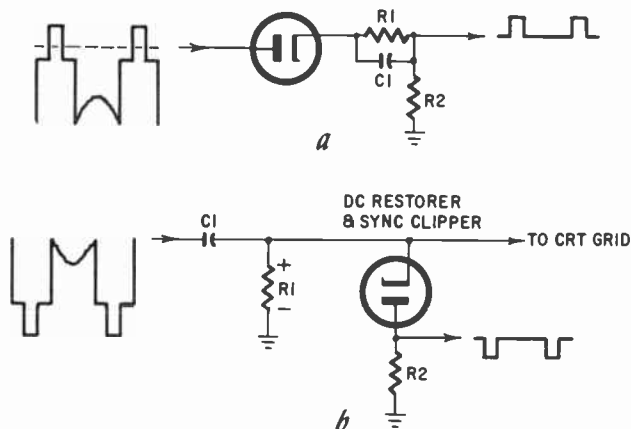 R1
C1
R2
a
DC RESTORER
& SYNC CLIPPER
C1
TO CRT GRID
+
R1
-
R2
b